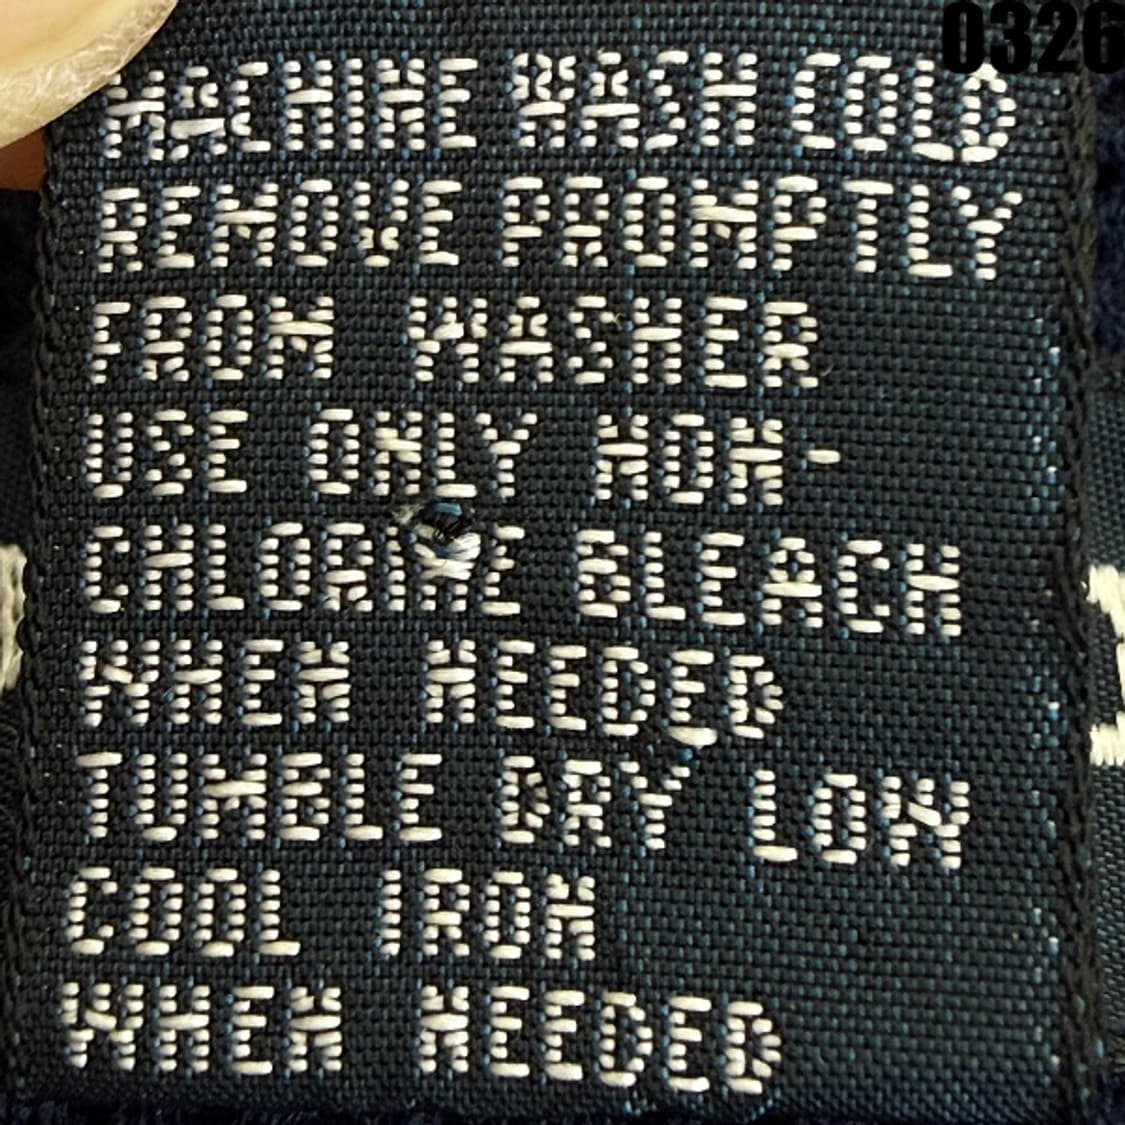 0326
MACHINE WASH COLD
REMOVE PROMPTLY
FROM WASHER
USE ONLY NON-
CHLORINE BLEACH
WHEN NEEDED
TUMBLE DRY LOW
COOL IRON
WHEN NEEDED